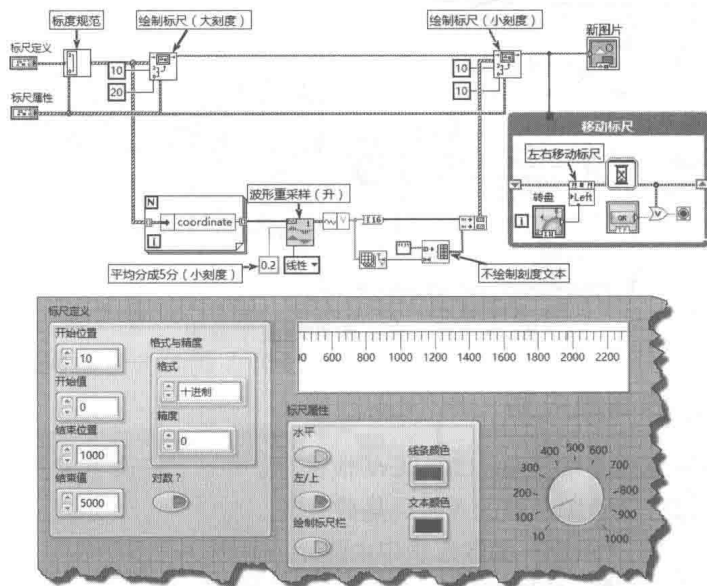 标度规范
绘制标尺（大刻度）
绘制标尺（小刻度）
新图片
标尺定义
10
20
10
10
标尺属性
移动标尺
左右移动标尺
Left
转盘
i
OK
N
coordinate
i
波形重采样（升）
I16
平均分成5分（小刻度）
0.2
线性
不绘制刻度文本
标尺定义
开始位置
10
开始值
0
结束位置
1000
结束值
5000
格式与精度
格式
十进制
精度
0
对数？
00 600 800 1000 1200 1400 1600 1800 2000 2200
标尺属性
水平
左/上
绘制标尺栏
线条颜色
文本颜色
10 100 200 300 400 500 600 700 800 900 1000